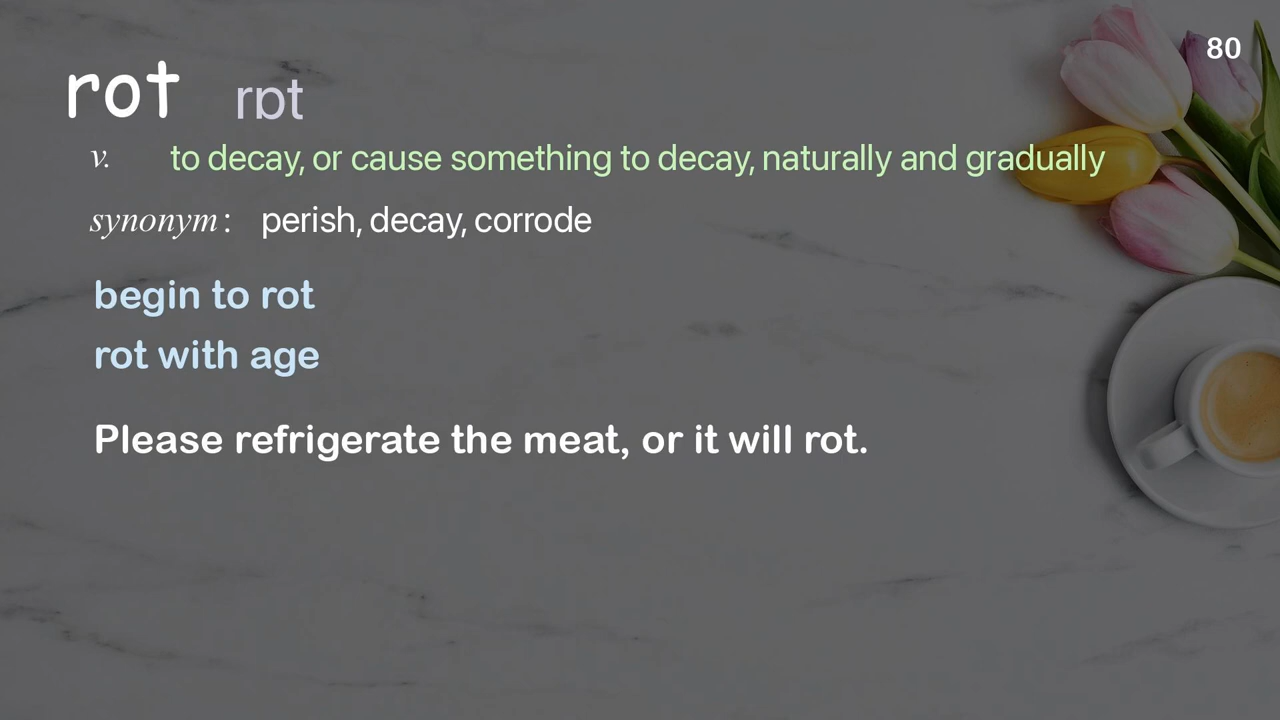 80
rot rɒt
v. to decay, or cause something to decay, naturally and gradually
synonym: perish, decay, corrode
begin to rot
rot with age
Please refrigerate the meat, or it will rot.